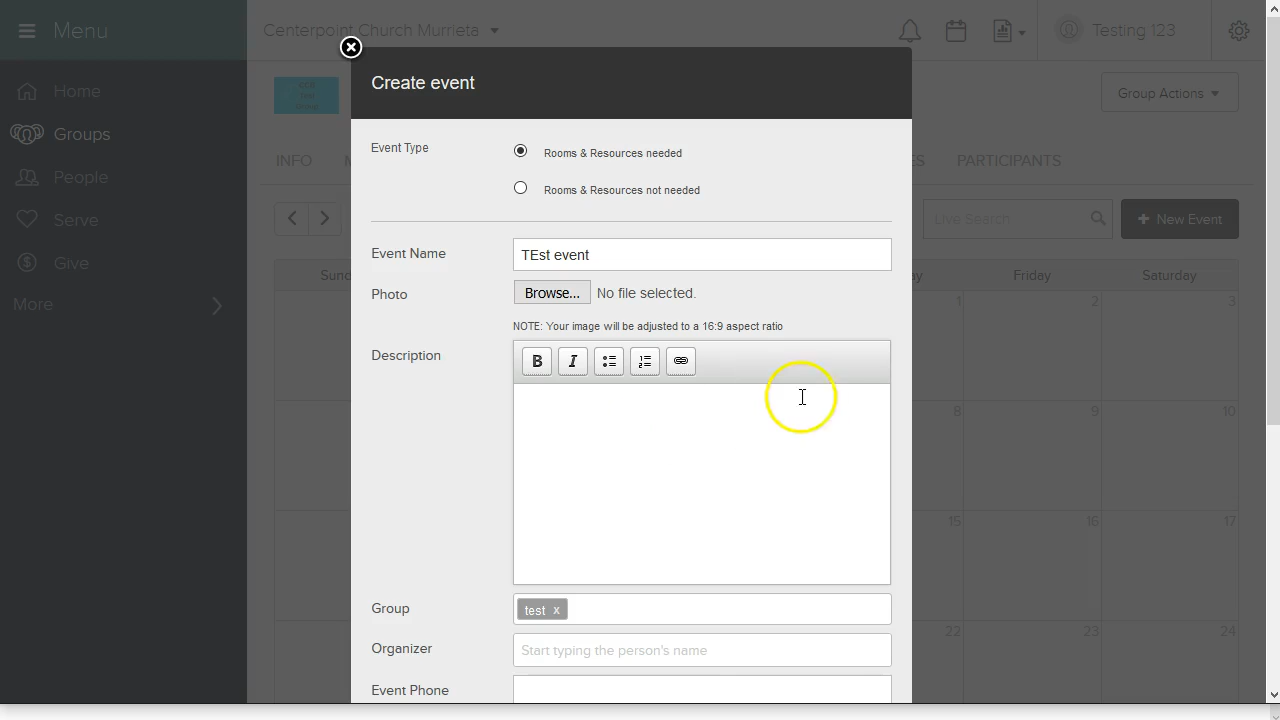 Menu
Centerpoint Church Murrieta
Testing 123
Create event
Home
Groups
People
Serve
Give
More
Group Actions
INFO
PARTICIPANTS
Event Type
Rooms & Resources needed
Rooms & Resources not needed
Live Search
+ New Event
Event Name
TEst event
Photo
Browse... No file selected.
NOTE: Your image will be adjusted to a 16:9 aspect ratio
Friday
Saturday
1 2 3
Description
B I
8 9 10
15 16 17
Group
test x
Organizer
Start typing the person's name
22 23 24
Event Phone